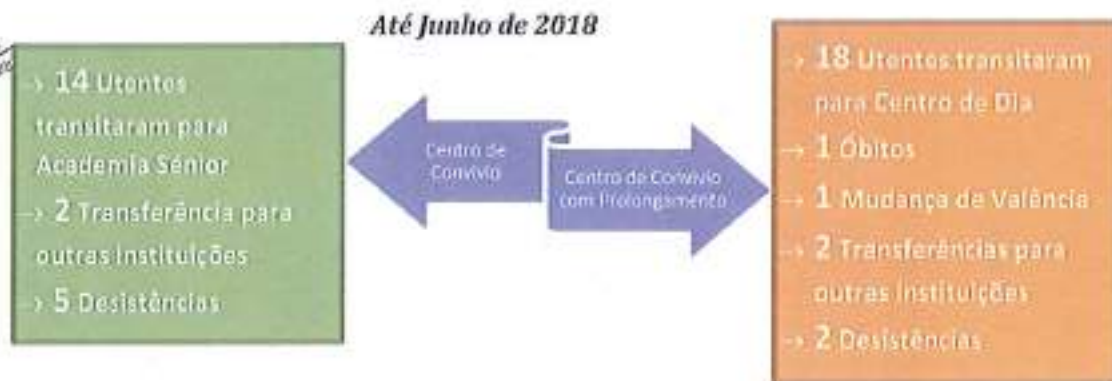 Até Junho de 2018
→ 14 Utentes
transitaram para
Academia Sénior
→ 2 Transferência para
outras instituições
→ 5 Desistências
Centro de
Convívio
Centro de Convívio
com Prolongamento
→ 18 Utentes transitaram
para Centro de Dia
→ 1 Óbitos
→ 1 Mudança de Valência
→ 2 Transferências para
outras instituições
→ 2 Desistências